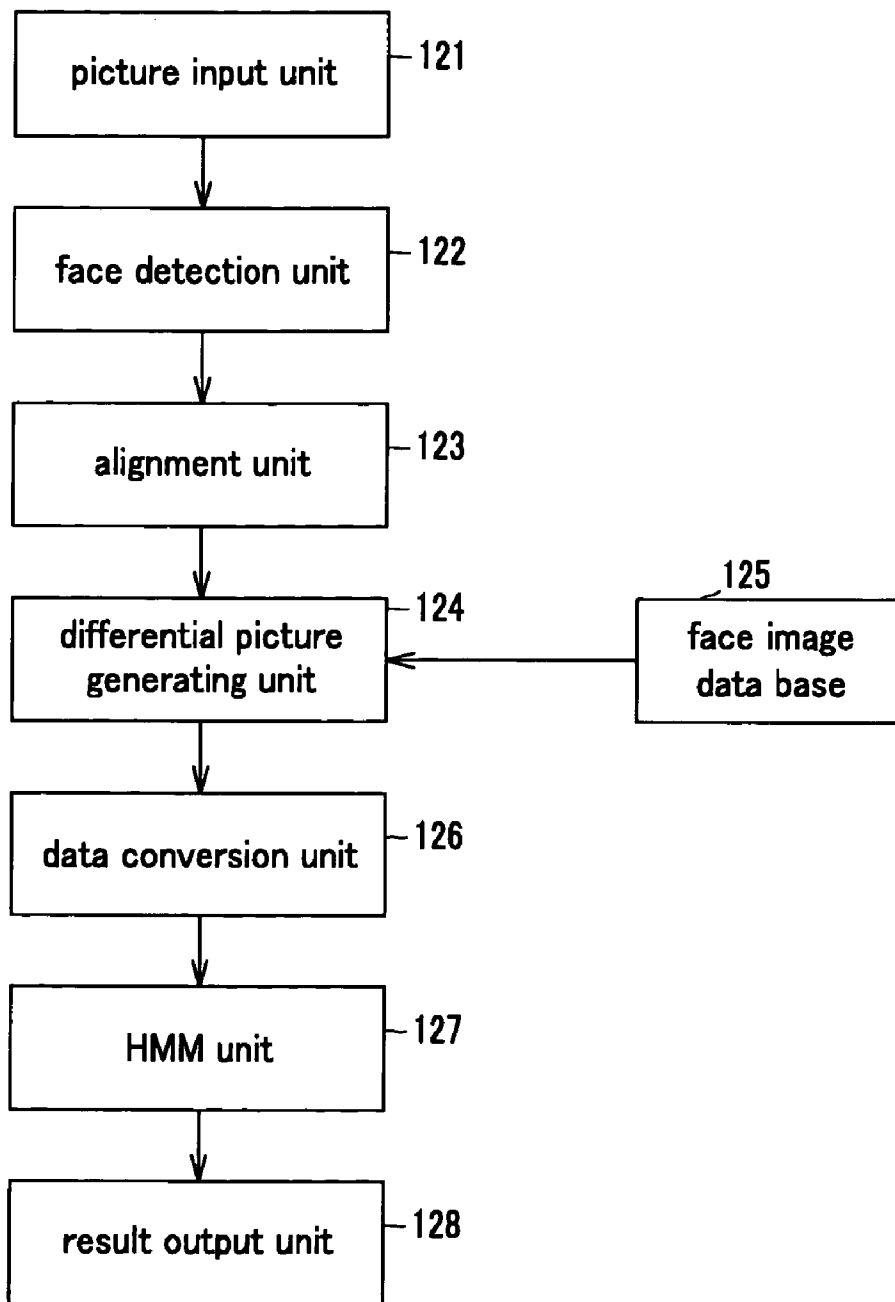 picture input unit
121
face detection unit
122
alignment unit
123
differential picture
generating unit
124
125
face image
data base
data conversion unit
126
HMM unit
127
result output unit
128